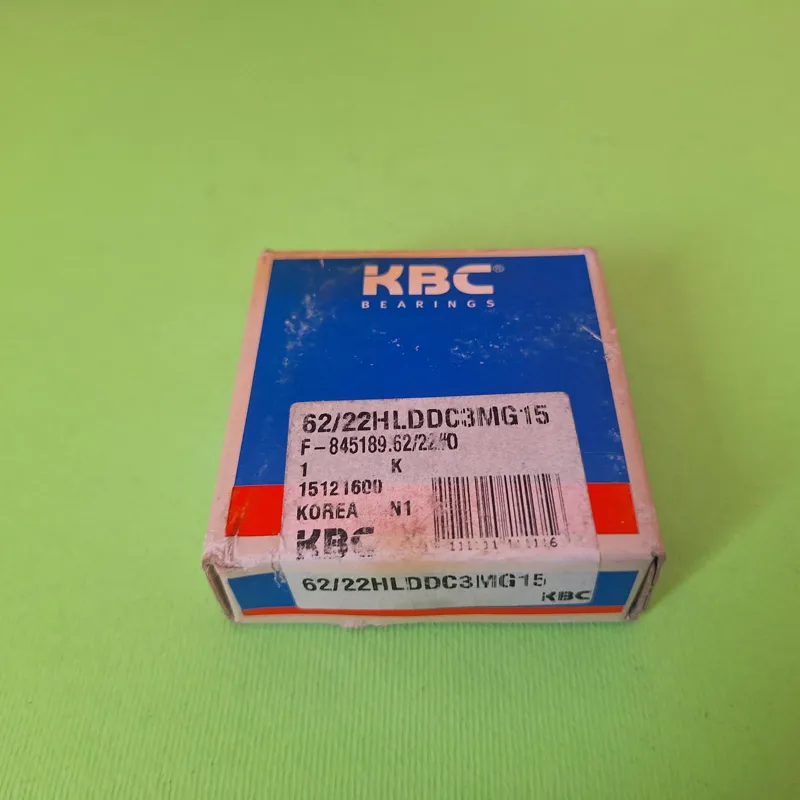 KBC®
BEARINGS
62/22HLDDC3MG15
F-845189.62/22#0
1 K
15121600
KOREA N1
KBC
62/22HLDDC3MG15
KBC